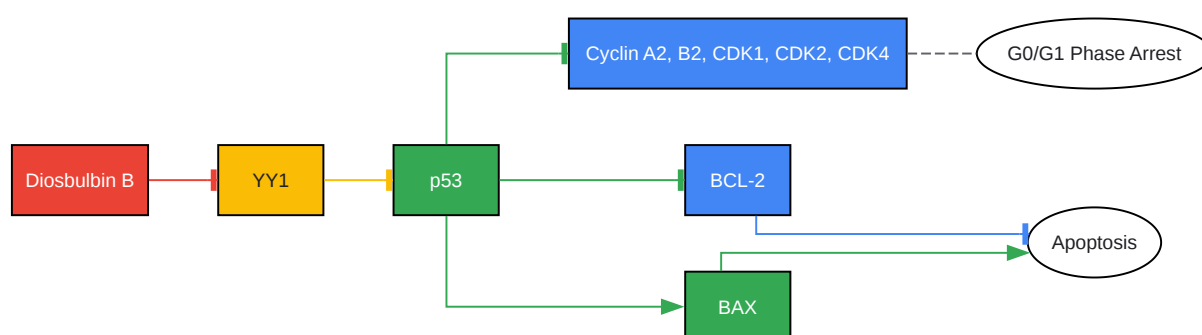 Cyclin A2, B2, CDK1, CDK2, CDK4
G0/G1 Phase Arrest
Diosbulbin B
YY1
p53
BCL-2
Apoptosis
BAX